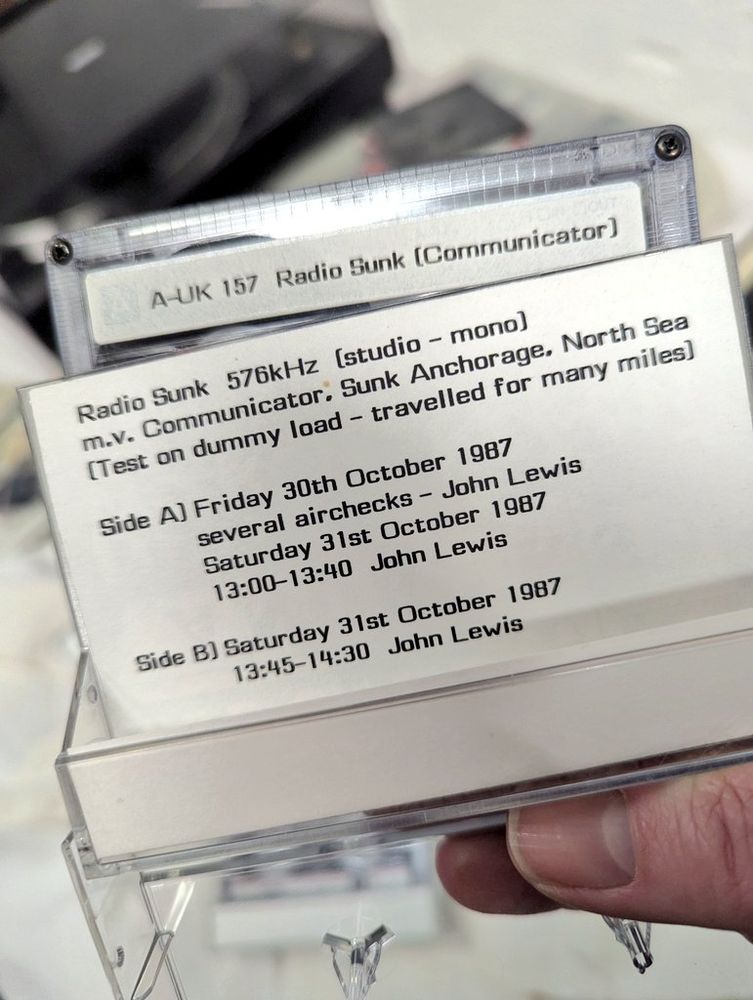 A-UK 157 Radio Sunk (Communicator)
Radio Sunk 576kHz (studio - mono)
m.v. Communicator. Sunk Anchorage. North Sea
(Test on dummy load - travelled for many miles)
Side A) Friday 30th October 1987
several airchecks - John Lewis
Saturday 31st October 1987
13:00-13:40 John Lewis
Side B) Saturday 31st October 1987
13:45-14:30 John Lewis